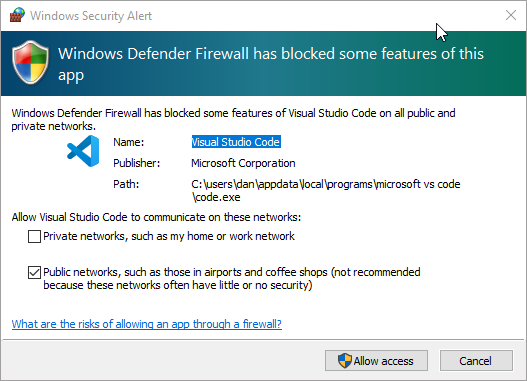 Windows Security Alert
Windows Defender Firewall has blocked some features of this
app
Windows Defender Firewall has blocked some features of Visual Studio Code on all public and
private networks.
Name: Visual Studio Code
Publisher: Microsoft Corporation
Path: C:\users\dan\appdata\local\programs\microsoft vs code
\code.exe
Allow Visual Studio Code to communicate on these networks:
Private networks, such as my home or work network
Public networks, such as those in airports and coffee shops (not recommended
because these networks often have little or no security)
What are the risks of allowing an app through a firewall?
Allow access Cancel